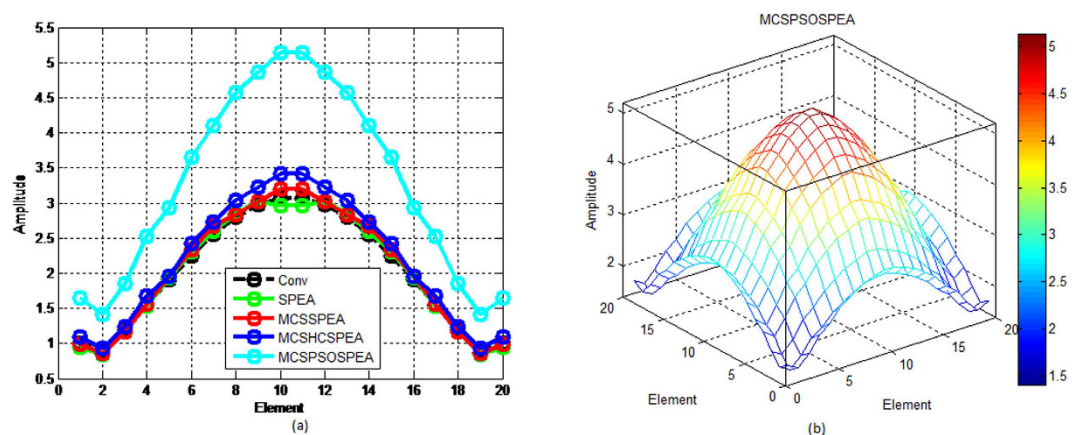 5.5
5
4.5
4
3.5
3
2.5
2
1.5
1
0.5
Amplitude
0 2 4 6 8 10 12 14 16 18 20
Element
Conv
SPEA
MCSSPEA
MCSHCSPEA
MCSPSOSPEA
(a)
MCSPSOSPEA
5
4
3
2
Amplitude
20
15
10
5
0
Element
0
5
10
15
20
Element
5
4.5
4
3.5
3
2.5
2
1.5
(b)